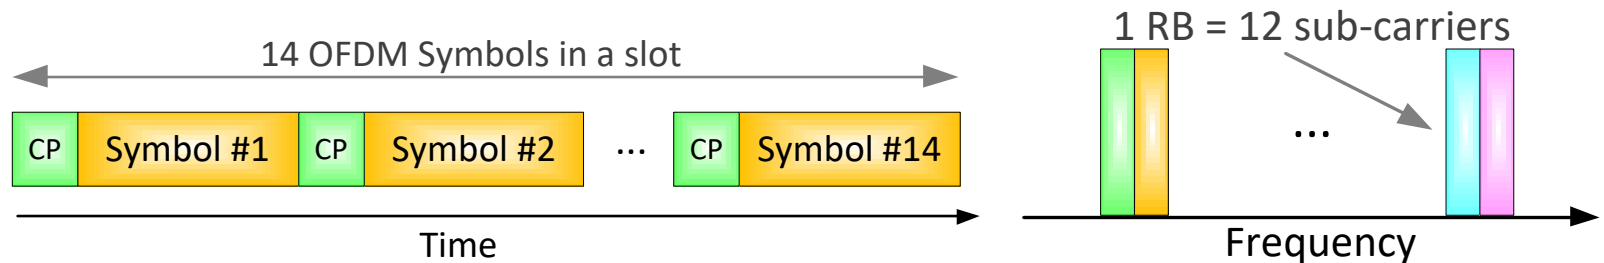 14 OFDM Symbols in a slot
CP Symbol #1 CP Symbol #2 ... CP Symbol #14
Time
1 RB = 12 sub-carriers
...
Frequency